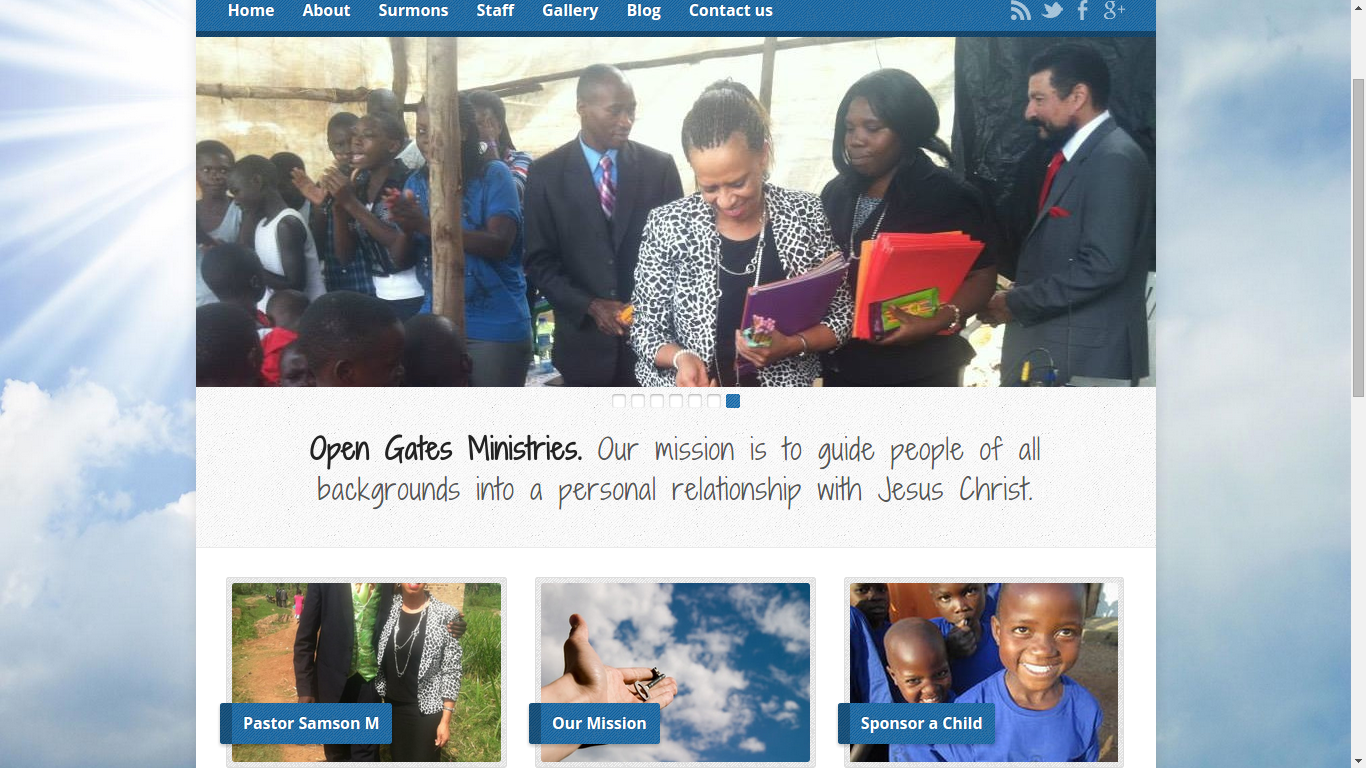 Home About Surmons Staff Gallery Blog Contact us
Open Gates Ministries. Our mission is to guide people of all
backgrounds into a personal relationship with Jesus Christ.
Pastor Samson M Our Mission Sponsor a Child